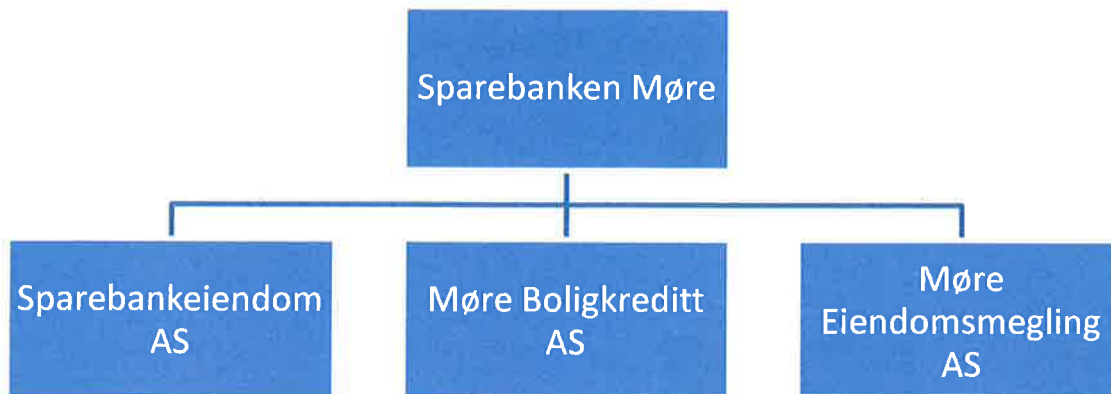 Sparebanken Møre
Sparebankeiendom
AS
Møre Boligkreditt
AS
Møre
Eiendomsmegling
AS